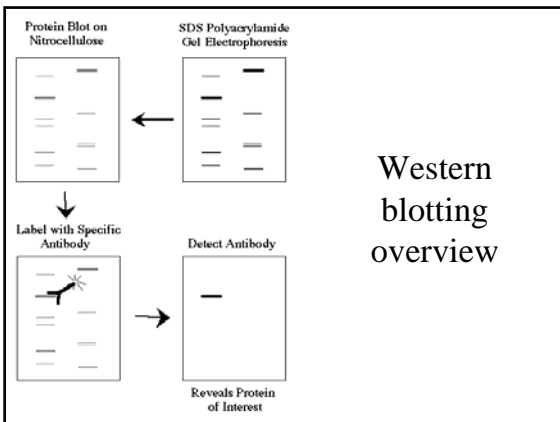 Protein Blot on
Nitrocellulose
SDS Polyacrylamide
Gel Electrophoresis
Label with Specific
Antibody
Detect Antibody
Reveals Protein
of Interest
Western
blotting
overview